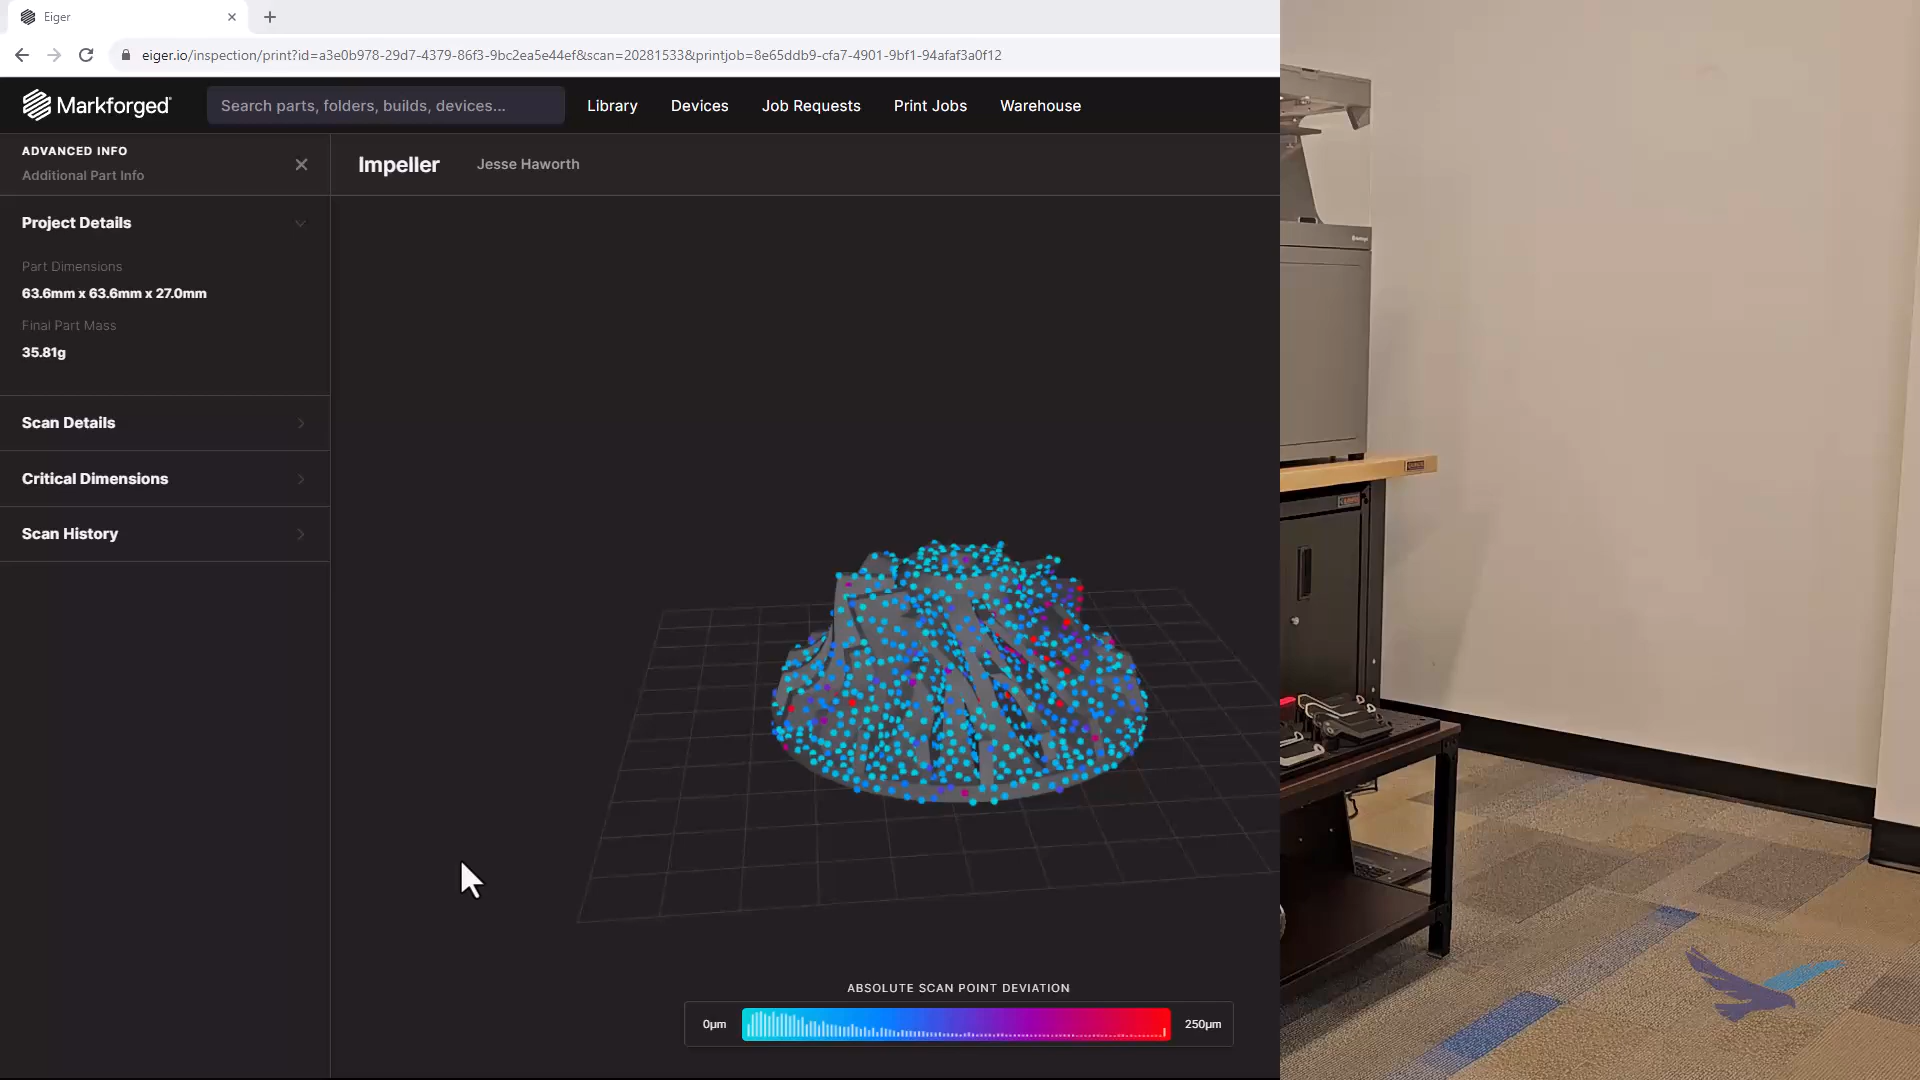 Eiger
eiger.io/inspection/print?id=a3e0b978-29d7-4379-86f3-9bc2ea5e44ef&scan=20281533&printjob=8e65ddb9-cfa7-4901-9bf1-94afaf3a0f12
Markforged
Search parts, folders, builds, devices...
Library
Devices
Job Requests
Print Jobs
Warehouse
ADVANCED INFO
Additional Part Info
Impeller
Jesse Haworth
Project Details
Part Dimensions
63.6mm x 63.6mm x 27.0mm
Final Part Mass
35.81g
Scan Details
Critical Dimensions
Scan History
ABSOLUTE SCAN POINT DEVIATION
0µm
250µm